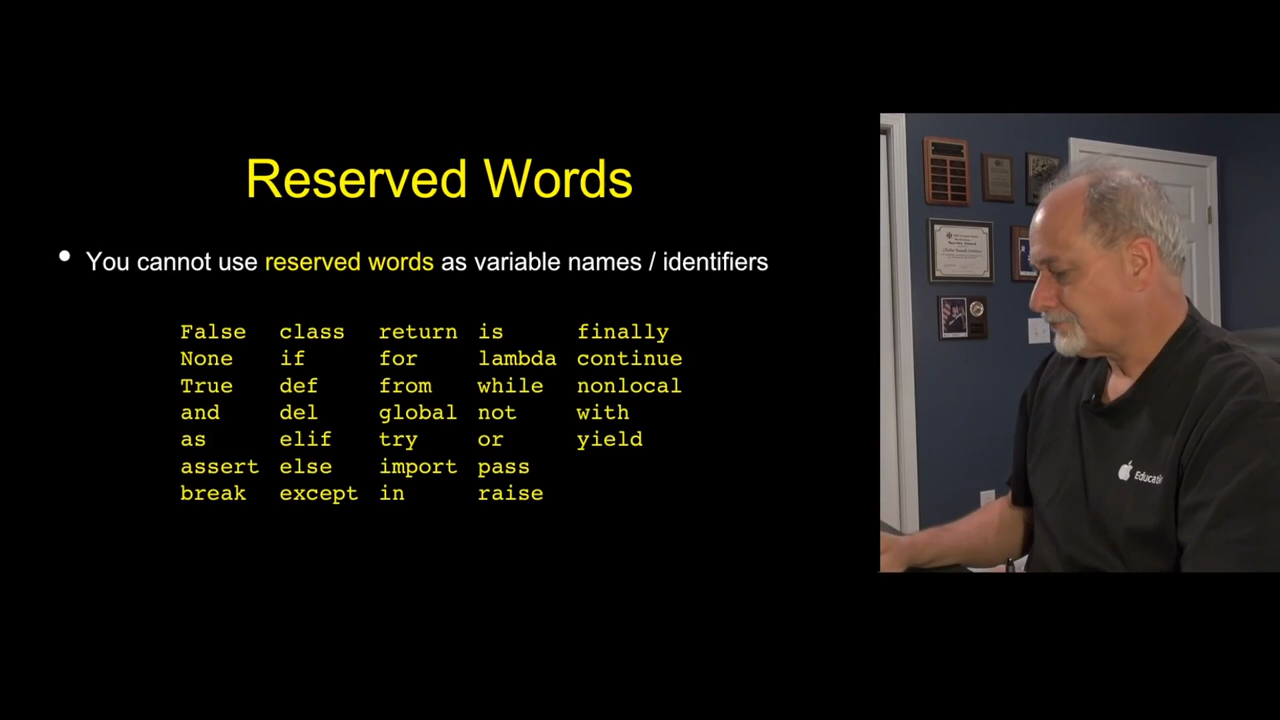 Reserved Words
• You cannot use reserved words as variable names / identifiers
False class return is finally
None if for lambda continue
True def from while nonlocal
and del global not with
as elif try or yield
assert else import pass
break except in raise